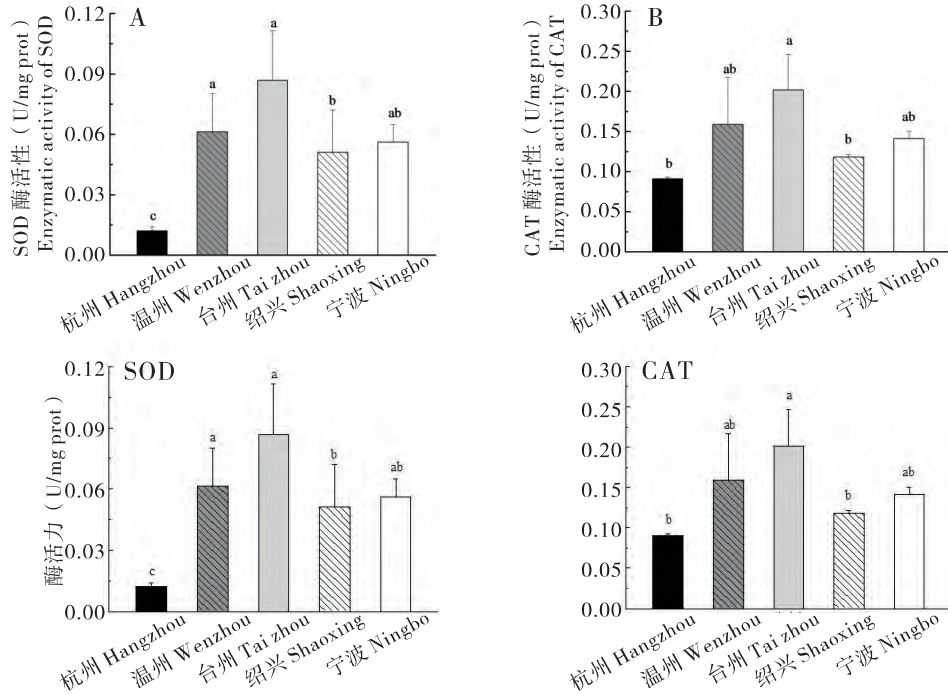 A
SOD 酶活性（U/mg prot）
Enzymatic activity of SOD
0.12
0.09
0.06
0.03
0.00
c
a
a
b
ab
杭州 Hangzhou
温州 Wenzhou
台州 Tai zhou
绍兴 Shaoxing
宁波 Ningbo
B
CAT 酶活性（U/mg prot）
Enzymatic activity of CAT
0.30
0.25
0.20
0.15
0.10
0.05
0.00
b
ab
a
b
ab
杭州 Hangzhou
温州 Wenzhou
台州 Tai zhou
绍兴 Shaoxing
宁波 Ningbo
SOD
酶活力（U/mg prot）
0.12
0.09
0.06
0.03
0.00
c
a
a
b
ab
杭州 Hangzhou
温州 Wenzhou
台州 Tai zhou
绍兴 Shaoxing
宁波 Ningbo
CAT
0.30
0.25
0.20
0.15
0.10
0.05
0.00
b
ab
a
b
ab
杭州 Hangzhou
温州 Wenzhou
台州 Tai zhou
绍兴 Shaoxing
宁波 Ningbo